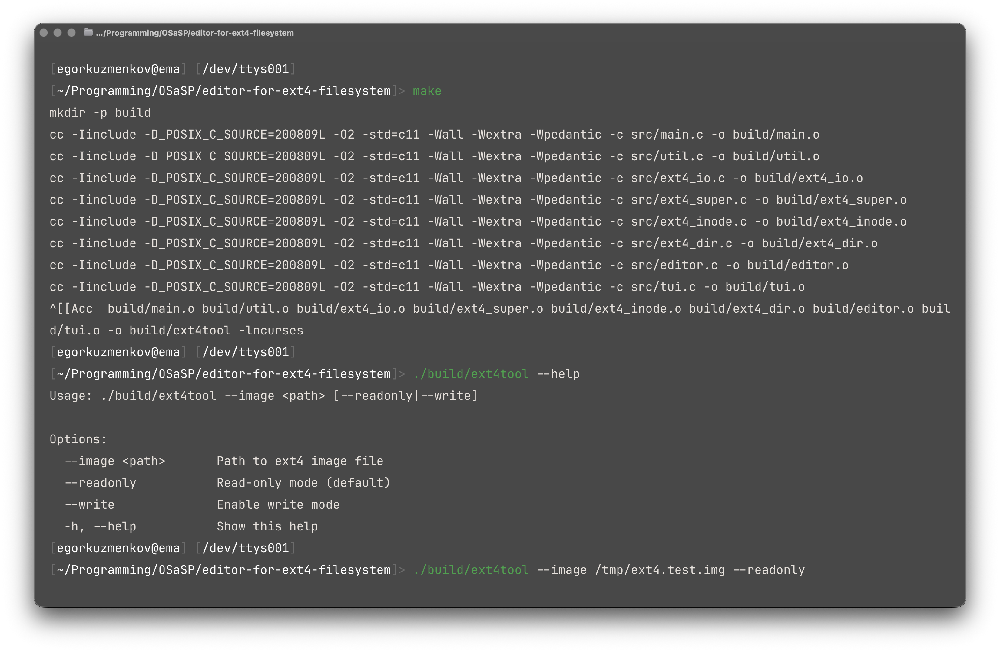 .../Programming/OSaSP/editor-for-ext4-filesystem
[egorkuzmenkov@ema] [/dev/ttys001]
[~/Programming/OSaSP/editor-for-ext4-filesystem]> make
mkdir -p build
cc -Iinclude -D_POSIX_C_SOURCE=200809L -O2 -std=c11 -Wall -Wextra -Wpedantic -c src/main.c -o build/main.o
cc -Iinclude -D_POSIX_C_SOURCE=200809L -O2 -std=c11 -Wall -Wextra -Wpedantic -c src/util.c -o build/util.o
cc -Iinclude -D_POSIX_C_SOURCE=200809L -O2 -std=c11 -Wall -Wextra -Wpedantic -c src/ext4_io.c -o build/ext4_io.o
cc -Iinclude -D_POSIX_C_SOURCE=200809L -O2 -std=c11 -Wall -Wextra -Wpedantic -c src/ext4_super.c -o build/ext4_super.o
cc -Iinclude -D_POSIX_C_SOURCE=200809L -O2 -std=c11 -Wall -Wextra -Wpedantic -c src/ext4_inode.c -o build/ext4_inode.o
cc -Iinclude -D_POSIX_C_SOURCE=200809L -O2 -std=c11 -Wall -Wextra -Wpedantic -c src/ext4_dir.c -o build/ext4_dir.o
cc -Iinclude -D_POSIX_C_SOURCE=200809L -O2 -std=c11 -Wall -Wextra -Wpedantic -c src/editor.c -o build/editor.o
cc -Iinclude -D_POSIX_C_SOURCE=200809L -O2 -std=c11 -Wall -Wextra -Wpedantic -c src/tui.c -o build/tui.o
^[[Acc  build/main.o build/util.o build/ext4_io.o build/ext4_super.o build/ext4_inode.o build/ext4_dir.o build/editor.o buil
d/tui.o -o build/ext4tool -lncurses
[egorkuzmenkov@ema] [/dev/ttys001]
[~/Programming/OSaSP/editor-for-ext4-filesystem]> ./build/ext4tool --help
Usage: ./build/ext4tool --image <path> [--readonly|--write]
Options:
  --image <path>       Path to ext4 image file
  --readonly           Read-only mode (default)
  --write              Enable write mode
  -h, --help           Show this help
[egorkuzmenkov@ema] [/dev/ttys001]
[~/Programming/OSaSP/editor-for-ext4-filesystem]> ./build/ext4tool --image /tmp/ext4.test.img --readonly